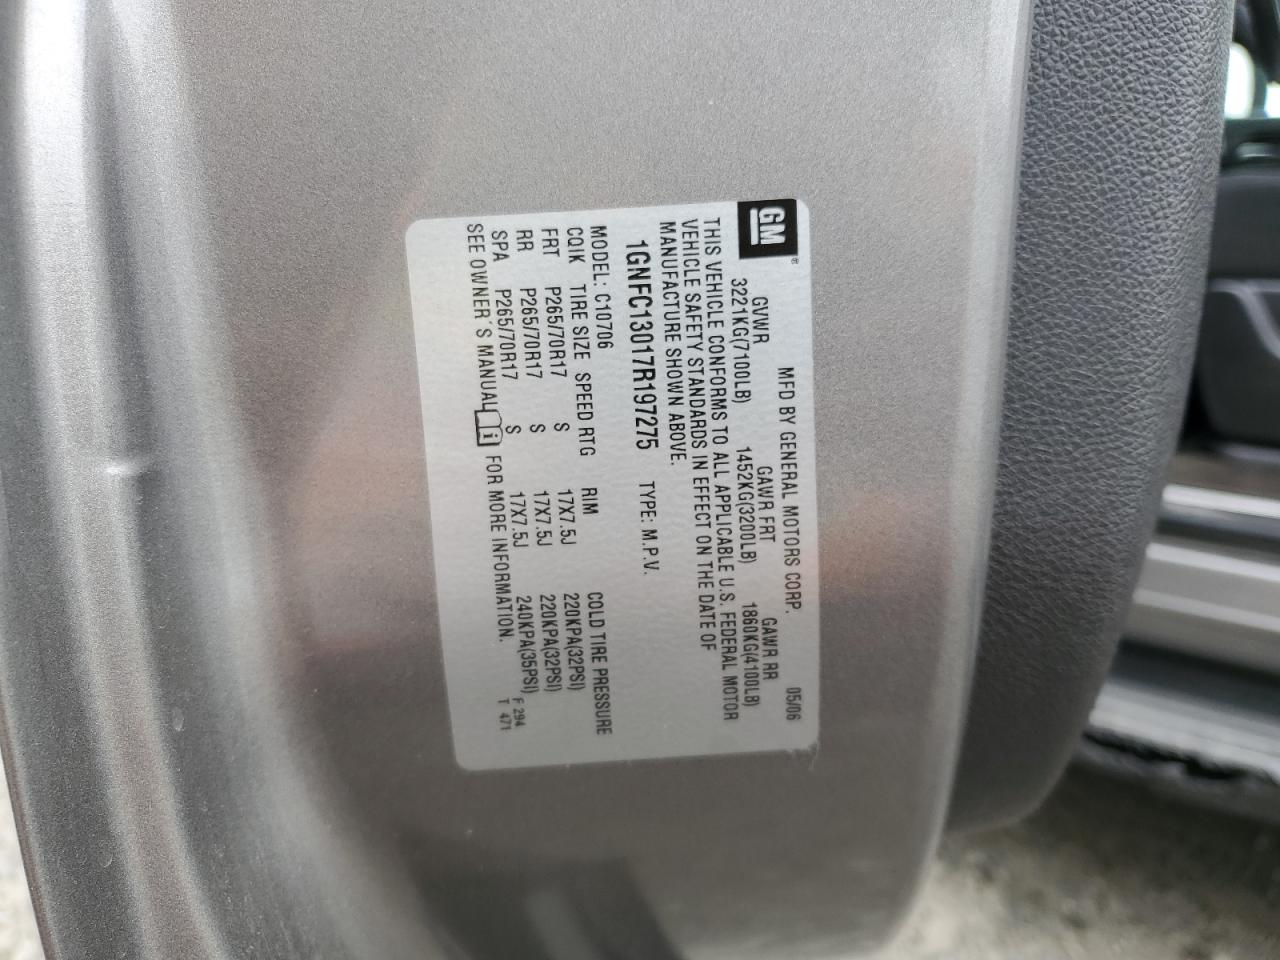 GM®
MFD BY GENERAL MOTORS CORP. 05/06
GVWR GAWR FRT GAWR RR
3221KG(7100LB) 1452KG(3200LB) 1860KG(4100LB)
THIS VEHICLE CONFORMS TO ALL APPLICABLE U.S. FEDERAL MOTOR
VEHICLE SAFETY STANDARDS IN EFFECT ON THE DATE OF
MANUFACTURE SHOWN ABOVE.
1GNFC13017R197275 TYPE: M.P.V.
MODEL: C10706
CQIK TIRE SIZE SPEED RTG RIM COLD TIRE PRESSURE
FRT P265/70R17 S 17X7.5J 220KPA(32PSI)
RR P265/70R17 S 17X7.5J 220KPA(32PSI)
SPA P265/70R17 S 17X7.5J 240KPA(35PSI)
SEE OWNER'S MANUAL i FOR MORE INFORMATION.
F 294
T 471